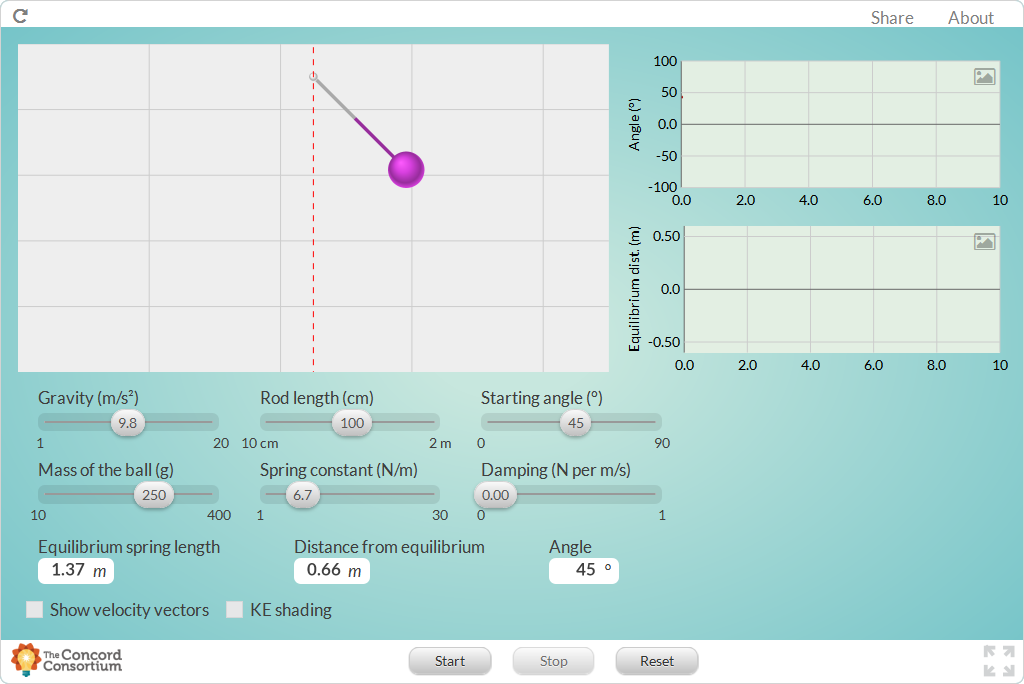 Share About
100
50
0.0
-50
-100
Angle (°)
0.0 2.0 4.0 6.0 8.0 10
0.50
0.0
-0.50
Equilibrium dist. (m)
0.0 2.0 4.0 6.0 8.0 10
Gravity (m/s²) Rod length (cm) Starting angle (º)
9.8 100 45
1 20 10 cm 2 m 0 90
Mass of the ball (g) Spring constant (N/m) Damping (N per m/s)
250 6.7 0.00
10 400 1 30 0 1
Equilibrium spring length Distance from equilibrium Angle
1.37 m 0.66 m 45 º
Show velocity vectors KE shading
The Concord
Consortium
Start Stop Reset